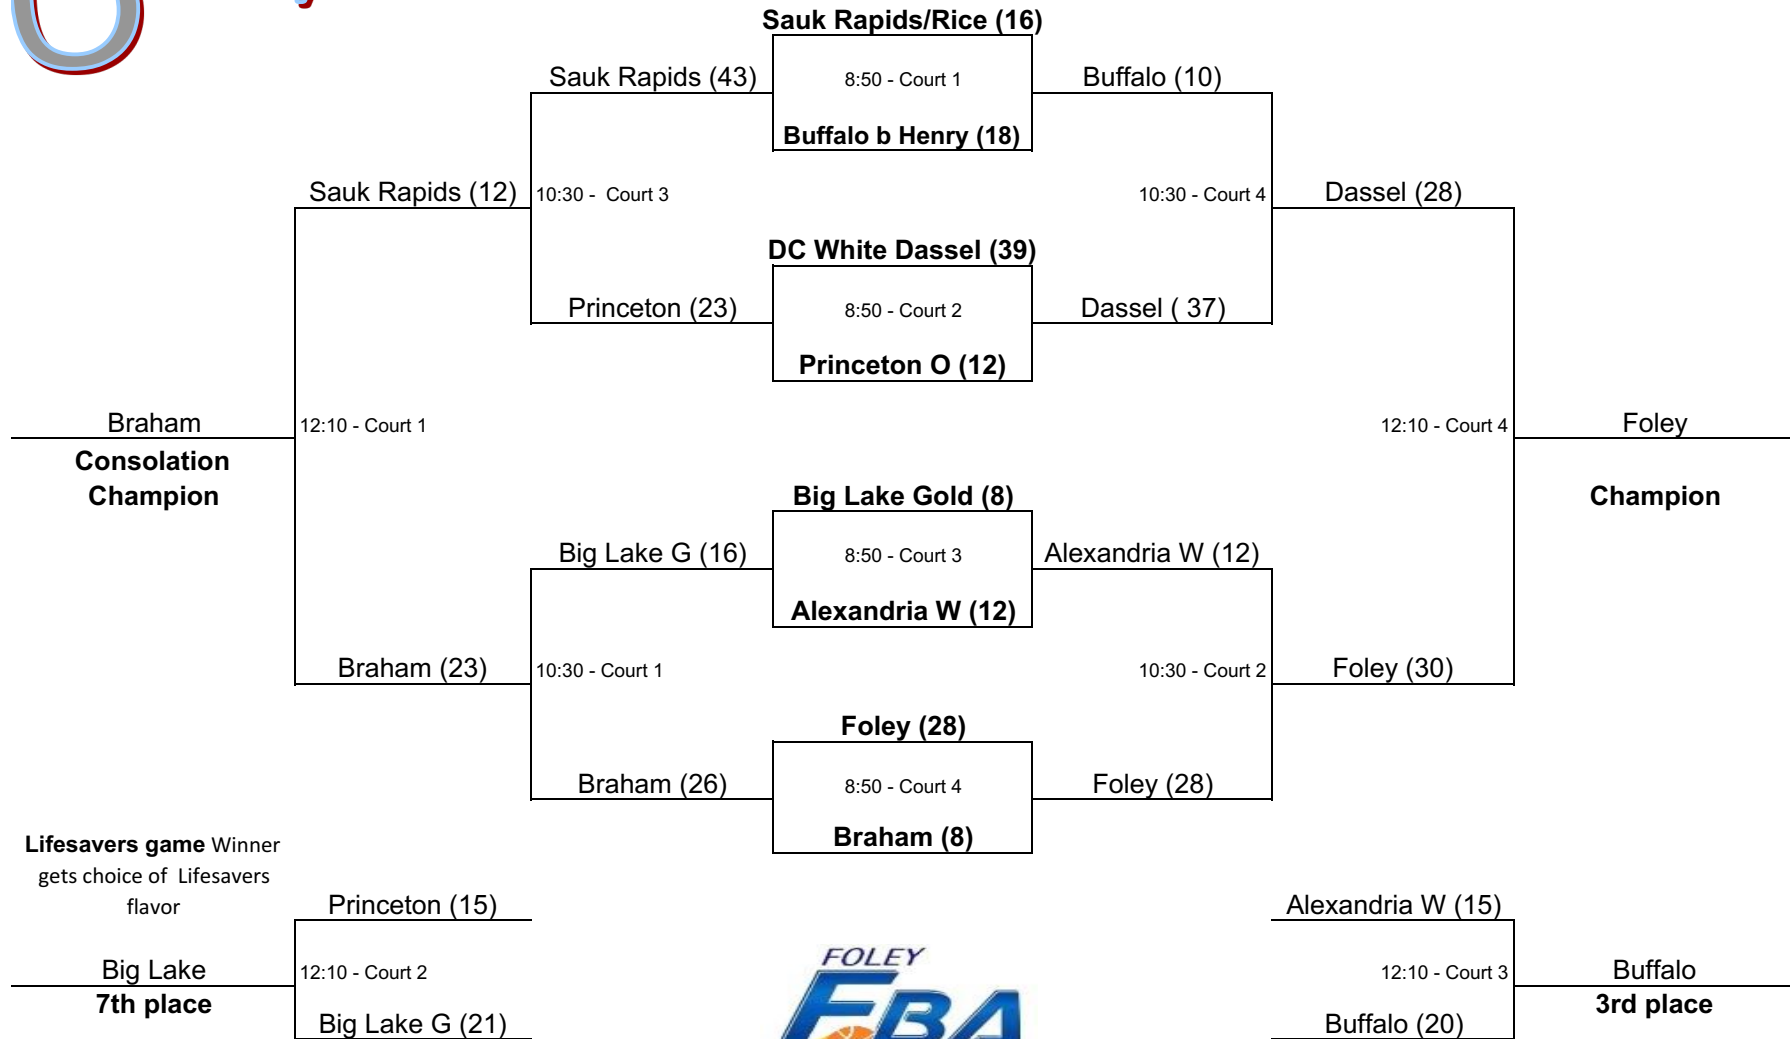 Sauk Rapids/Rice (16)
Sauk Rapids (43)
8:50 - Court 1
Buffalo (10)
Buffalo b Henry (18)
Sauk Rapids (12)
10:30 -  Court 3
10:30 - Court 4
Dassel (28)
DC White Dassel (39)
Princeton (23)
8:50 - Court 2
Dassel ( 37)
Princeton O (12)
Braham
12:10 - Court 1
12:10 - Court 4
Foley
Consolation
Champion
Champion
Big Lake Gold (8)
Big Lake G (16)
8:50 - Court 3
Alexandria W (12)
Alexandria W (12)
Braham (23)
10:30 - Court 1
10:30 - Court 2
Foley (30)
Foley (28)
Braham (26)
8:50 - Court 4
Foley (28)
Braham (8)
Lifesavers game Winner
gets choice of  Lifesavers
flavor
Princeton (15)
Alexandria W (15)
Big Lake
12:10 - Court 2
12:10 - Court 3
Buffalo
7th place
3rd place
Big Lake G (21)
Buffalo (20)
FOLEY
FBA